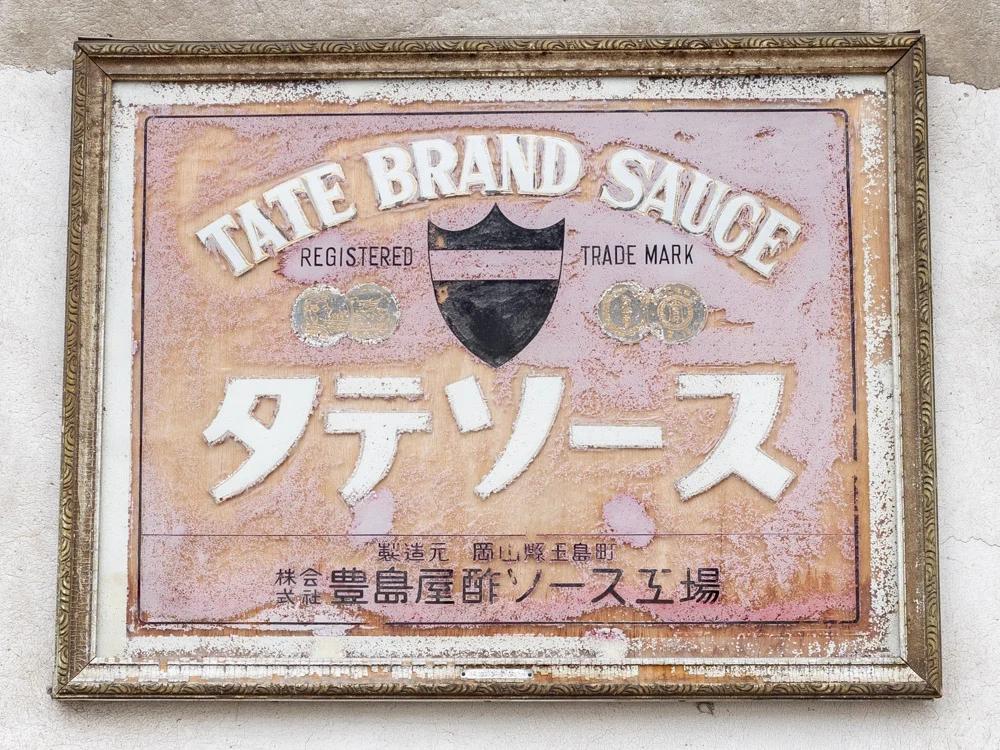 TATE BRAND SAUCE
REGISTERED TRADE MARK
タテソース
製造元 岡山縣玉島町
株式会社 豊島屋酢ソース工場